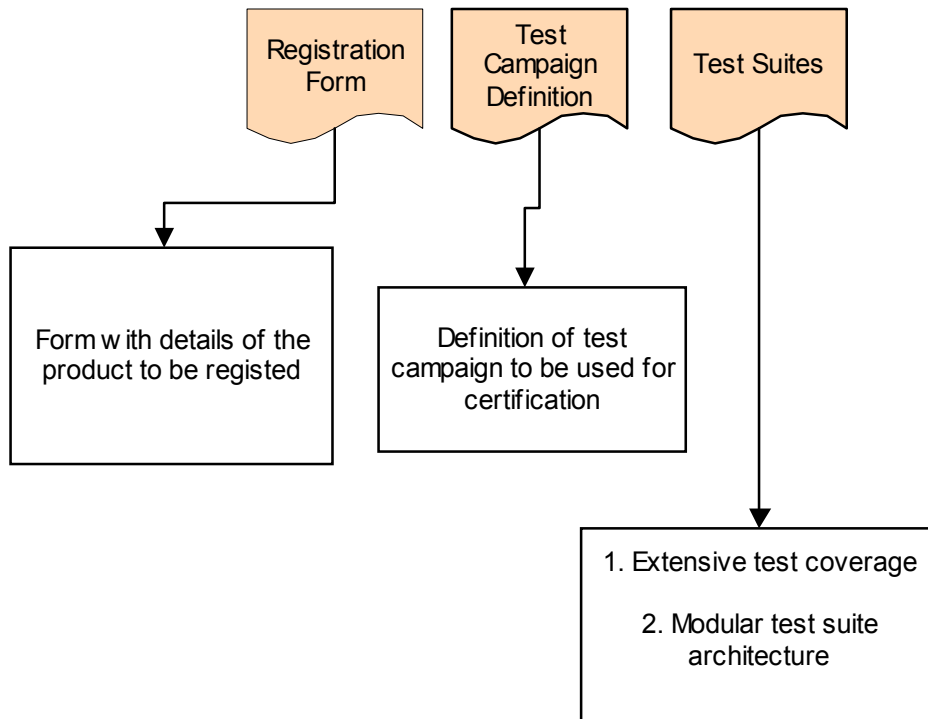 Registration
Form
Test
Campaign
Definition
Test Suites
Form with details of the
product to be registed
Definition of test
campaign to be used for
certification
1. Extensive test coverage
2. Modular test suite
architecture